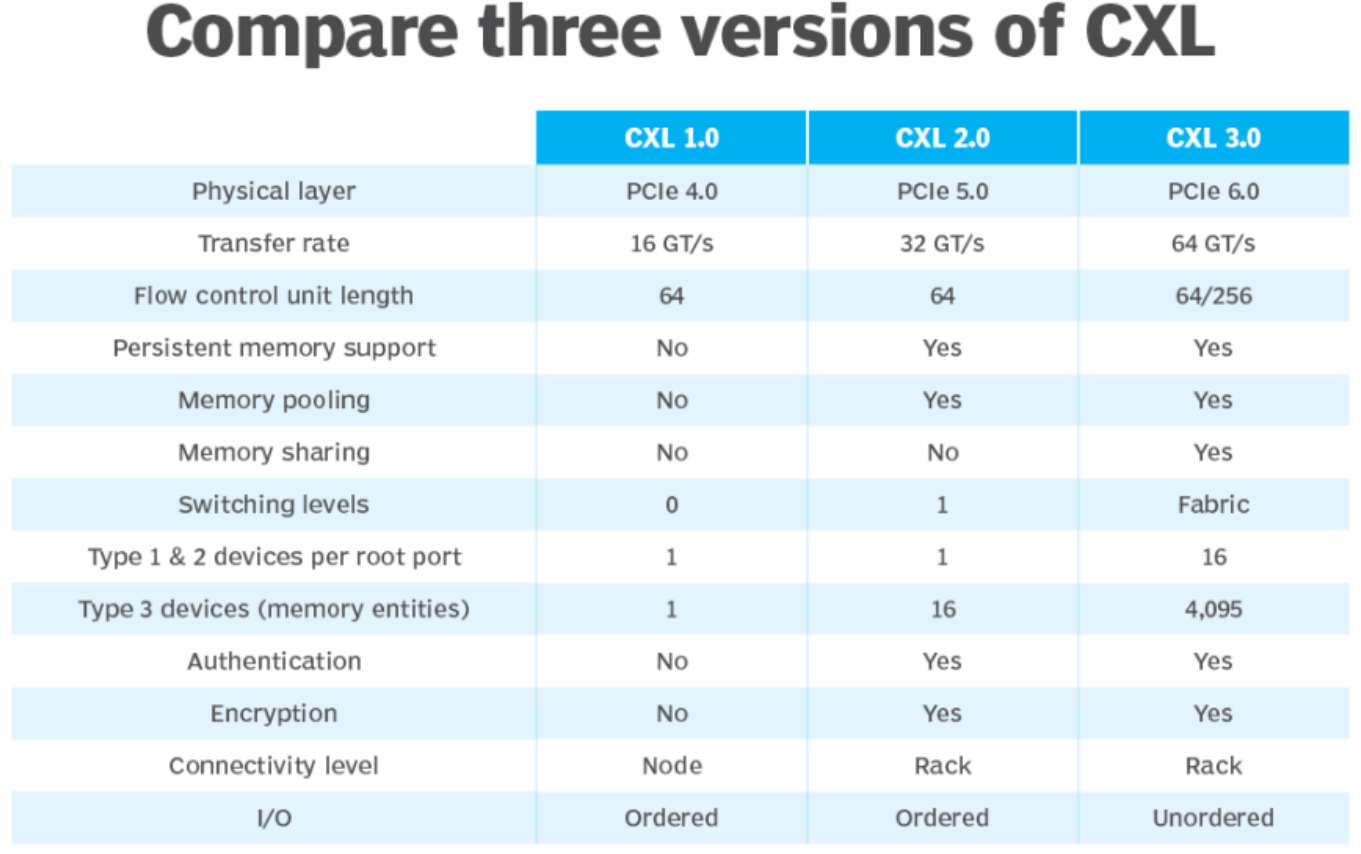 Compare three versions of CXL
CXL 1.0 CXL 2.0 CXL 3.0
Physical layer PCIe 4.0 PCIe 5.0 PCIe 6.0
Transfer rate 16 GT/s 32 GT/s 64 GT/s
Flow control unit length 64 64 64/256
Persistent memory support No Yes Yes
Memory pooling No Yes Yes
Memory sharing No No Yes
Switching levels 0 1 Fabric
Type 1 & 2 devices per root port 1 1 16
Type 3 devices (memory entities) 1 16 4,095
Authentication No Yes Yes
Encryption No Yes Yes
Connectivity level Node Rack Rack
I/O Ordered Ordered Unordered